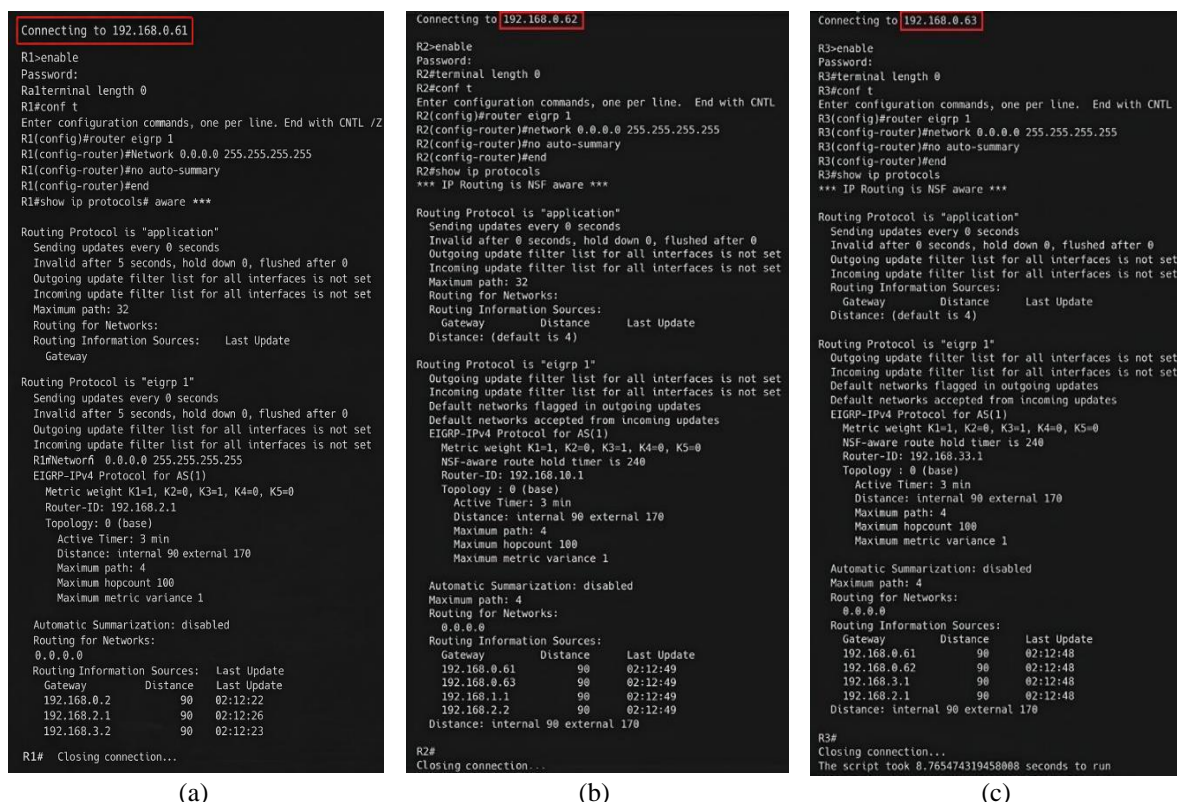 Connecting to 192.168.0.61
R1>enable
Password:
Ra1terminal length 0
R1#conf t
Enter configuration commands, one per line. End with CNTL /Z
R1(config)#router eigrp 1
R1(config-router)#Network 0.0.0.0 255.255.255.255
R1(config-router)#no auto-summary
R1(config-router)#end
R1#show ip protocols# aware ***
Routing Protocol is "application"
Sending updates every 0 seconds
Invalid after 5 seconds, hold down 0, flushed after 0
Outgoing update filter list for all interfaces is not set
Incoming update filter list for all interfaces is not set
Maximum path: 32
Routing for Networks:
Routing Information Sources: Last Update
Gateway
Routing Protocol is "eigrp 1"
Sending updates every 0 seconds
Invalid after 5 seconds, hold down 0, flushed after 0
Outgoing update filter list for all interfaces is not set
Incoming update filter list for all interfaces is not set
0.0.0.0 255.255.255.255
EIGRP-IPv4 Protocol for AS(1)
Metric weight K1=1, K2=0, K3=1, K4=0, K5=0
Router-ID: 192.168.2.1
Topology: 0 (base)
Active Timer: 3 min
Distance: internal 90 external 170
Maximum path: 4
Maximum hopcount 100
Maximum metric variance 1
Automatic Summarization: disabled
Routing for Networks:
0.0.0.0
Routing Information Sources: Last Update
Gateway Distance Last Update
192.168.0.2 90 02:12:22
192.168.2.1 90 02:12:26
192.168.3.2 90 02:12:23
R1# Closing connection...
(a)
Connecting to 192.168.0.62
R2>enable
Password:
R2#terminal length 0
R2#conf t
Enter configuration commands, one per line. End with CNTL
R2(config)#router eigrp 1
R2(config-router)#network 0.0.0.0 255.255.255.255
R2(config-router)#no auto-summary
R2(config-router)#end
R2#show ip protocols
*** IP Routing is NSF aware ***
Routing Protocol is "application"
Sending updates every 0 seconds
Invalid after 0 seconds, hold down 0, flushed after 0
Outgoing update filter list for all interfaces is not set
Incoming update filter list for all interfaces is not set
Maximum path: 32
Routing for Networks:
Routing Information Sources:
Gateway Distance Last Update
Distance: (default is 4)
Routing Protocol is "eigrp 1"
Outgoing update filter list for all interfaces is not set
Incoming update filter list for all interfaces is not set
Default networks flagged in outgoing updates
Default networks accepted from incoming updates
EIGRP-IPv4 Protocol for AS(1)
Metric weight K1=1, K2=0, K3=1, K4=0, K5=0
NSF-aware route hold timer is 240
Router-ID: 192.168.10.1
Topology : 0 (base)
Active Timer: 3 min
Distance: internal 90 external 170
Maximum path: 4
Maximum hopcount 100
Maximum metric variance 1
Automatic Summarization: disabled
Maximum path: 4
Routing for Networks:
0.0.0.0
Routing Information Sources:
Gateway Distance Last Update
192.168.0.61 90 02:12:49
192.168.0.63 90 02:12:49
192.168.1.1 90 02:12:49
192.168.2.2 90 02:12:49
Distance: internal 90 external 170
R2#
Closing connection...
(b)
Connecting to 192.168.0.63
R3>enable
Password:
R3#terminal length 0
R3#conf t
Enter configuration commands, one per line. End with CNTL
R3(config)#router eigrp 1
R3(config-router)#network 0.0.0.0 255.255.255.255
R3(config-router)#no auto-summary
R3(config-router)#end
R3#show ip protocols
*** IP Routing is NSF aware ***
Routing Protocol is "application"
Sending updates every 0 seconds
Invalid after 0 seconds, hold down 0, flushed after 0
Outgoing update filter list for all interfaces is not set
Incoming update filter list for all interfaces is not set
Routing Information Sources:
Gateway Distance Last Update
Distance: (default is 4)
Routing Protocol is "eigrp 1"
Outgoing update filter list for all interfaces is not set
Incoming update filter list for all interfaces is not set
Default networks flagged in outgoing updates
Default networks accepted from incoming updates
EIGRP-IPv4 Protocol for AS(1)
Metric weight K1=1, K2=0, K3=1, K4=0, K5=0
NSF-aware route hold timer is 240
Router-ID: 192.168.33.1
Topology : 0 (base)
Active Timer: 3 min
Distance: internal 90 external 170
Maximum path: 4
Maximum hopcount 100
Maximum metric variance 1
Automatic Summarization: disabled
Maximum path: 4
Routing for Networks:
0.0.0.0
Routing Information Sources:
Gateway Distance Last Update
192.168.0.61 90 02:12:48
192.168.0.62 90 02:12:48
192.168.3.1 90 02:12:48
192.168.2.1 90 02:12:48
Distance: internal 90 external 170
R3#
Closing connection...
The script took 8.765474319458008 seconds to run
(c)